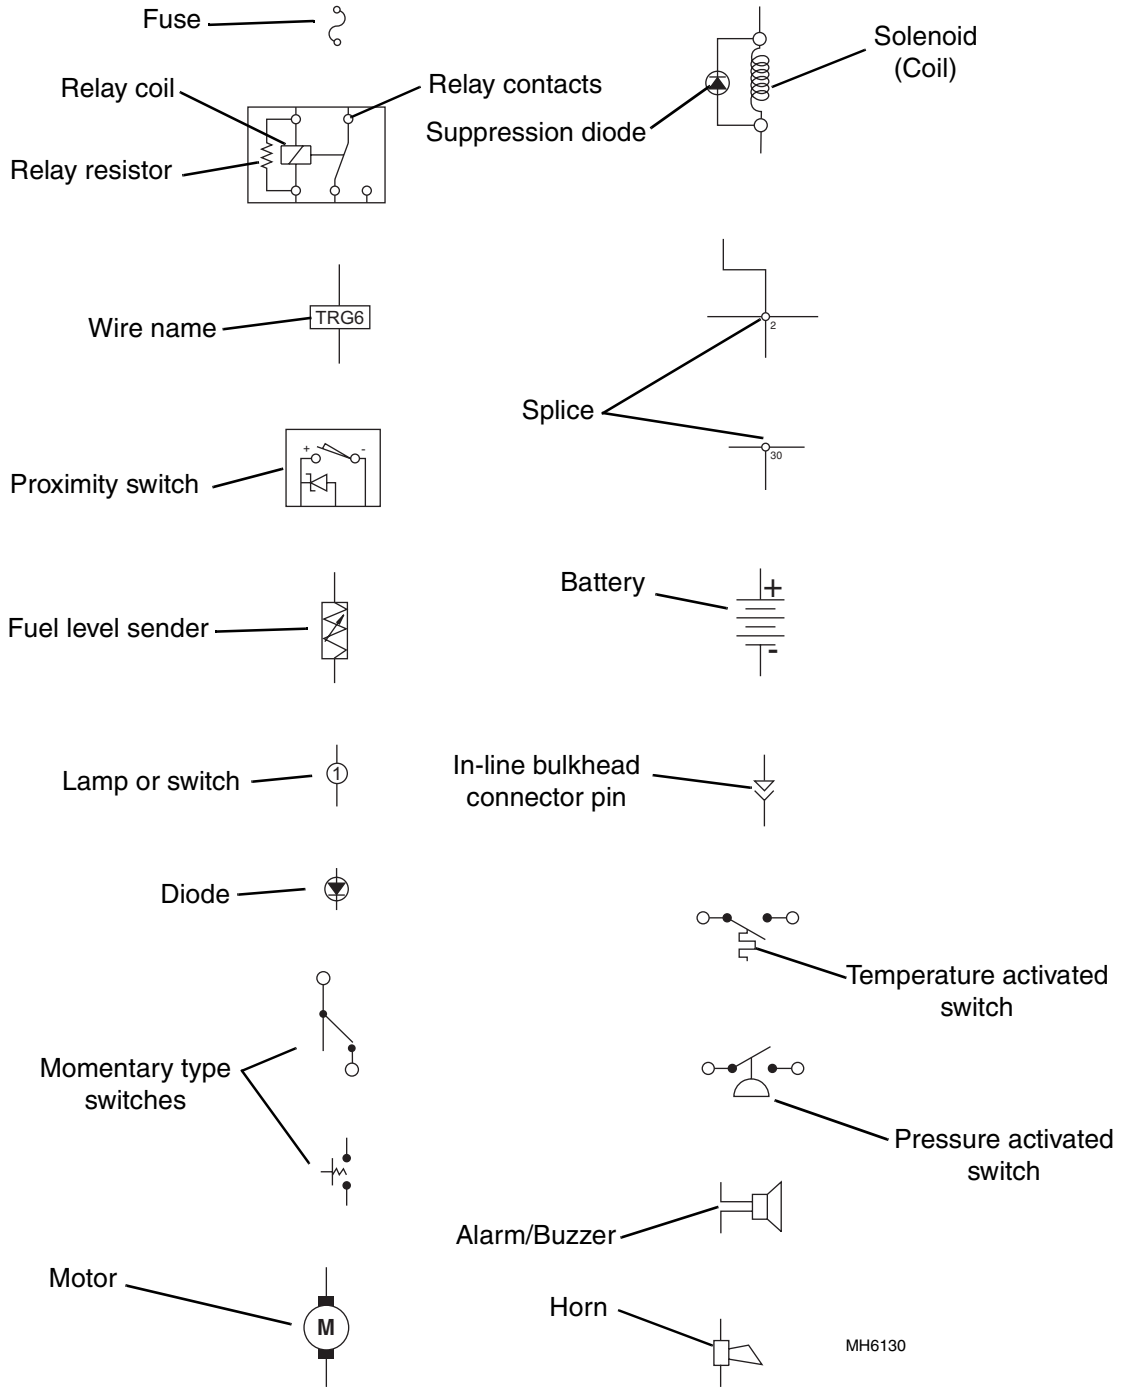 Fuse
Solenoid
(Coil)
Relay coil
Relay contacts
Suppression diode
Relay resistor
Wire name
TRG6
2
Splice
30
+ -
Proximity switch
Battery
+
-
Fuel level sender
Lamp or switch
1
In-line bulkhead
connector pin
Diode
Temperature activated
switch
Momentary type
switches
Pressure activated
switch
Alarm/Buzzer
Motor
M
Horn
MH6130